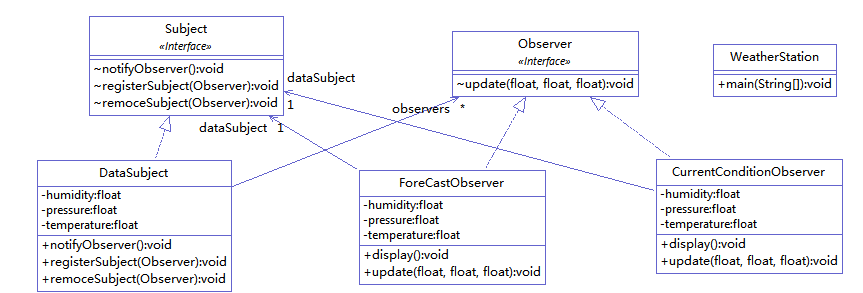 Subject
«Interface»
~notifyObserver():void
~registerSubject(Observer):void
~remoceSubject(Observer):void
Observer
«Interface»
~update(float, float, float):void
WeatherStation
+main(String[]):void
dataSubject
1
observers
*
dataSubject
1
DataSubject
-humidity:float
-pressure:float
-temperature:float
+notifyObserver():void
+registerSubject(Observer):void
+remoceSubject(Observer):void
ForeCastObserver
-humidity:float
-pressure:float
-temperature:float
+display():void
+update(float, float, float):void
CurrentConditionObserver
-humidity:float
-pressure:float
-temperature:float
+display():void
+update(float, float, float):void